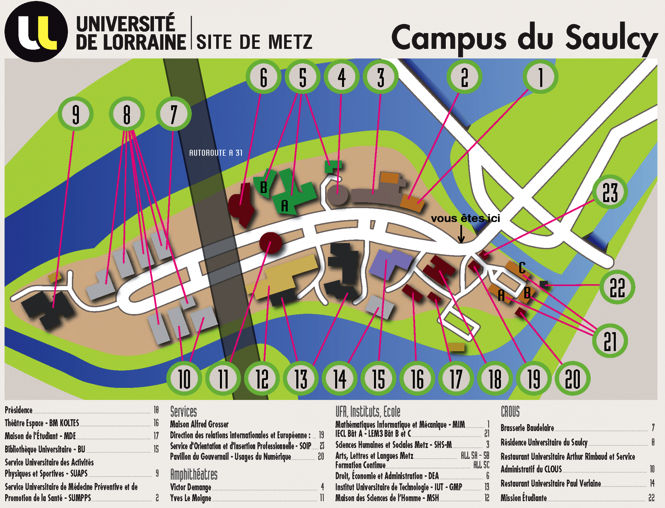 UNIVERSITÉ
DE LORRAINE
SITE DE METZ
Campus du Saulcy
6
5
4
3
2
1
9
8
7
AUTOROUTE A 31
B
A
vous êtes ici
23
C
A
B
22
21
10
11
12
13
14
15
16
17
18
19
20
Présidence 18
Théâtre Espace - BM KOLTES 16
Maison de l'Étudiant - MDE 17
Bibliothèque Universitaire - BU 15
Service Universitaire des Activités
Physiques et Sportives - SUAPS 9
Service Universitaire de Médecine Préventive et de
Promotion de la Santé - SUMPPS 2
Services
Maison Alfred Grosser
Direction des relations internationales et Européenne : 19
Service d'Orientation et d'Insertion Professionelle - SOIP 23
Pavillon du Gouvernail - Usages du Numérique 20
Amphithéatres
Victor Demange 4
Yves Le Moigne 11
UFR, Instituts, Ecole
Mathématiques Informatique et Mécanique - MIM 1
IECL Bât A - LEM3 Bât B et C 21
Sciences Humaines et Sociales Metz - SHS-M 3
Arts, Lettres et Langues Metz ALL 5A - 5B
Formation Continue ALL 5C
Droit, Économie et Administration - DEA 6
Institut Universitaire de Technologie - IUT - GMP 13
Maison des Sciences de l'Homme - MSH 12
CROUS
Brasserie Baudelaire 7
Résidence Universitaire du Saulcy 8
Restaurant Universitaire Arthur Rimbaud et Service
Administratif du CLOUS 10
Restaurant Universitaire Paul Verlaine 14
Mission Étudiante 22